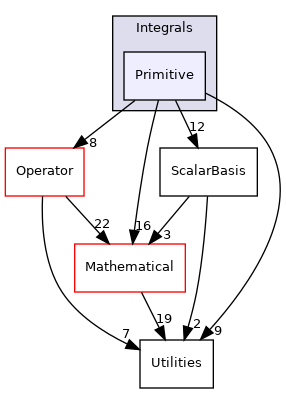 Integrals
Primitive
12
8
Operator
ScalarBasis
22
16
3
Mathematical
19
7
2
9
Utilities